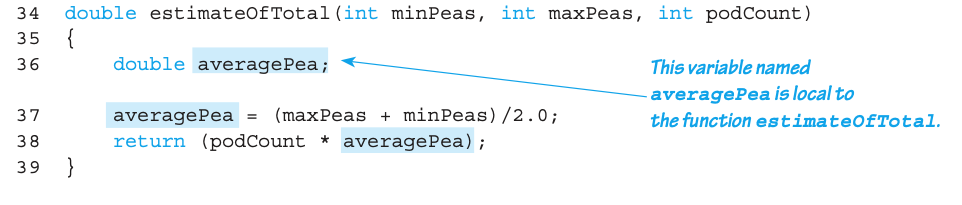 34 double estimateOfTotal(int minPeas, int maxPeas, int podCount)
35 {
36     double averagePea;
This variable named
averagePea is local to
the function estimateOfTotal.
37     averagePea = (maxPeas + minPeas)/2.0;
38     return (podCount * averagePea);
39 }